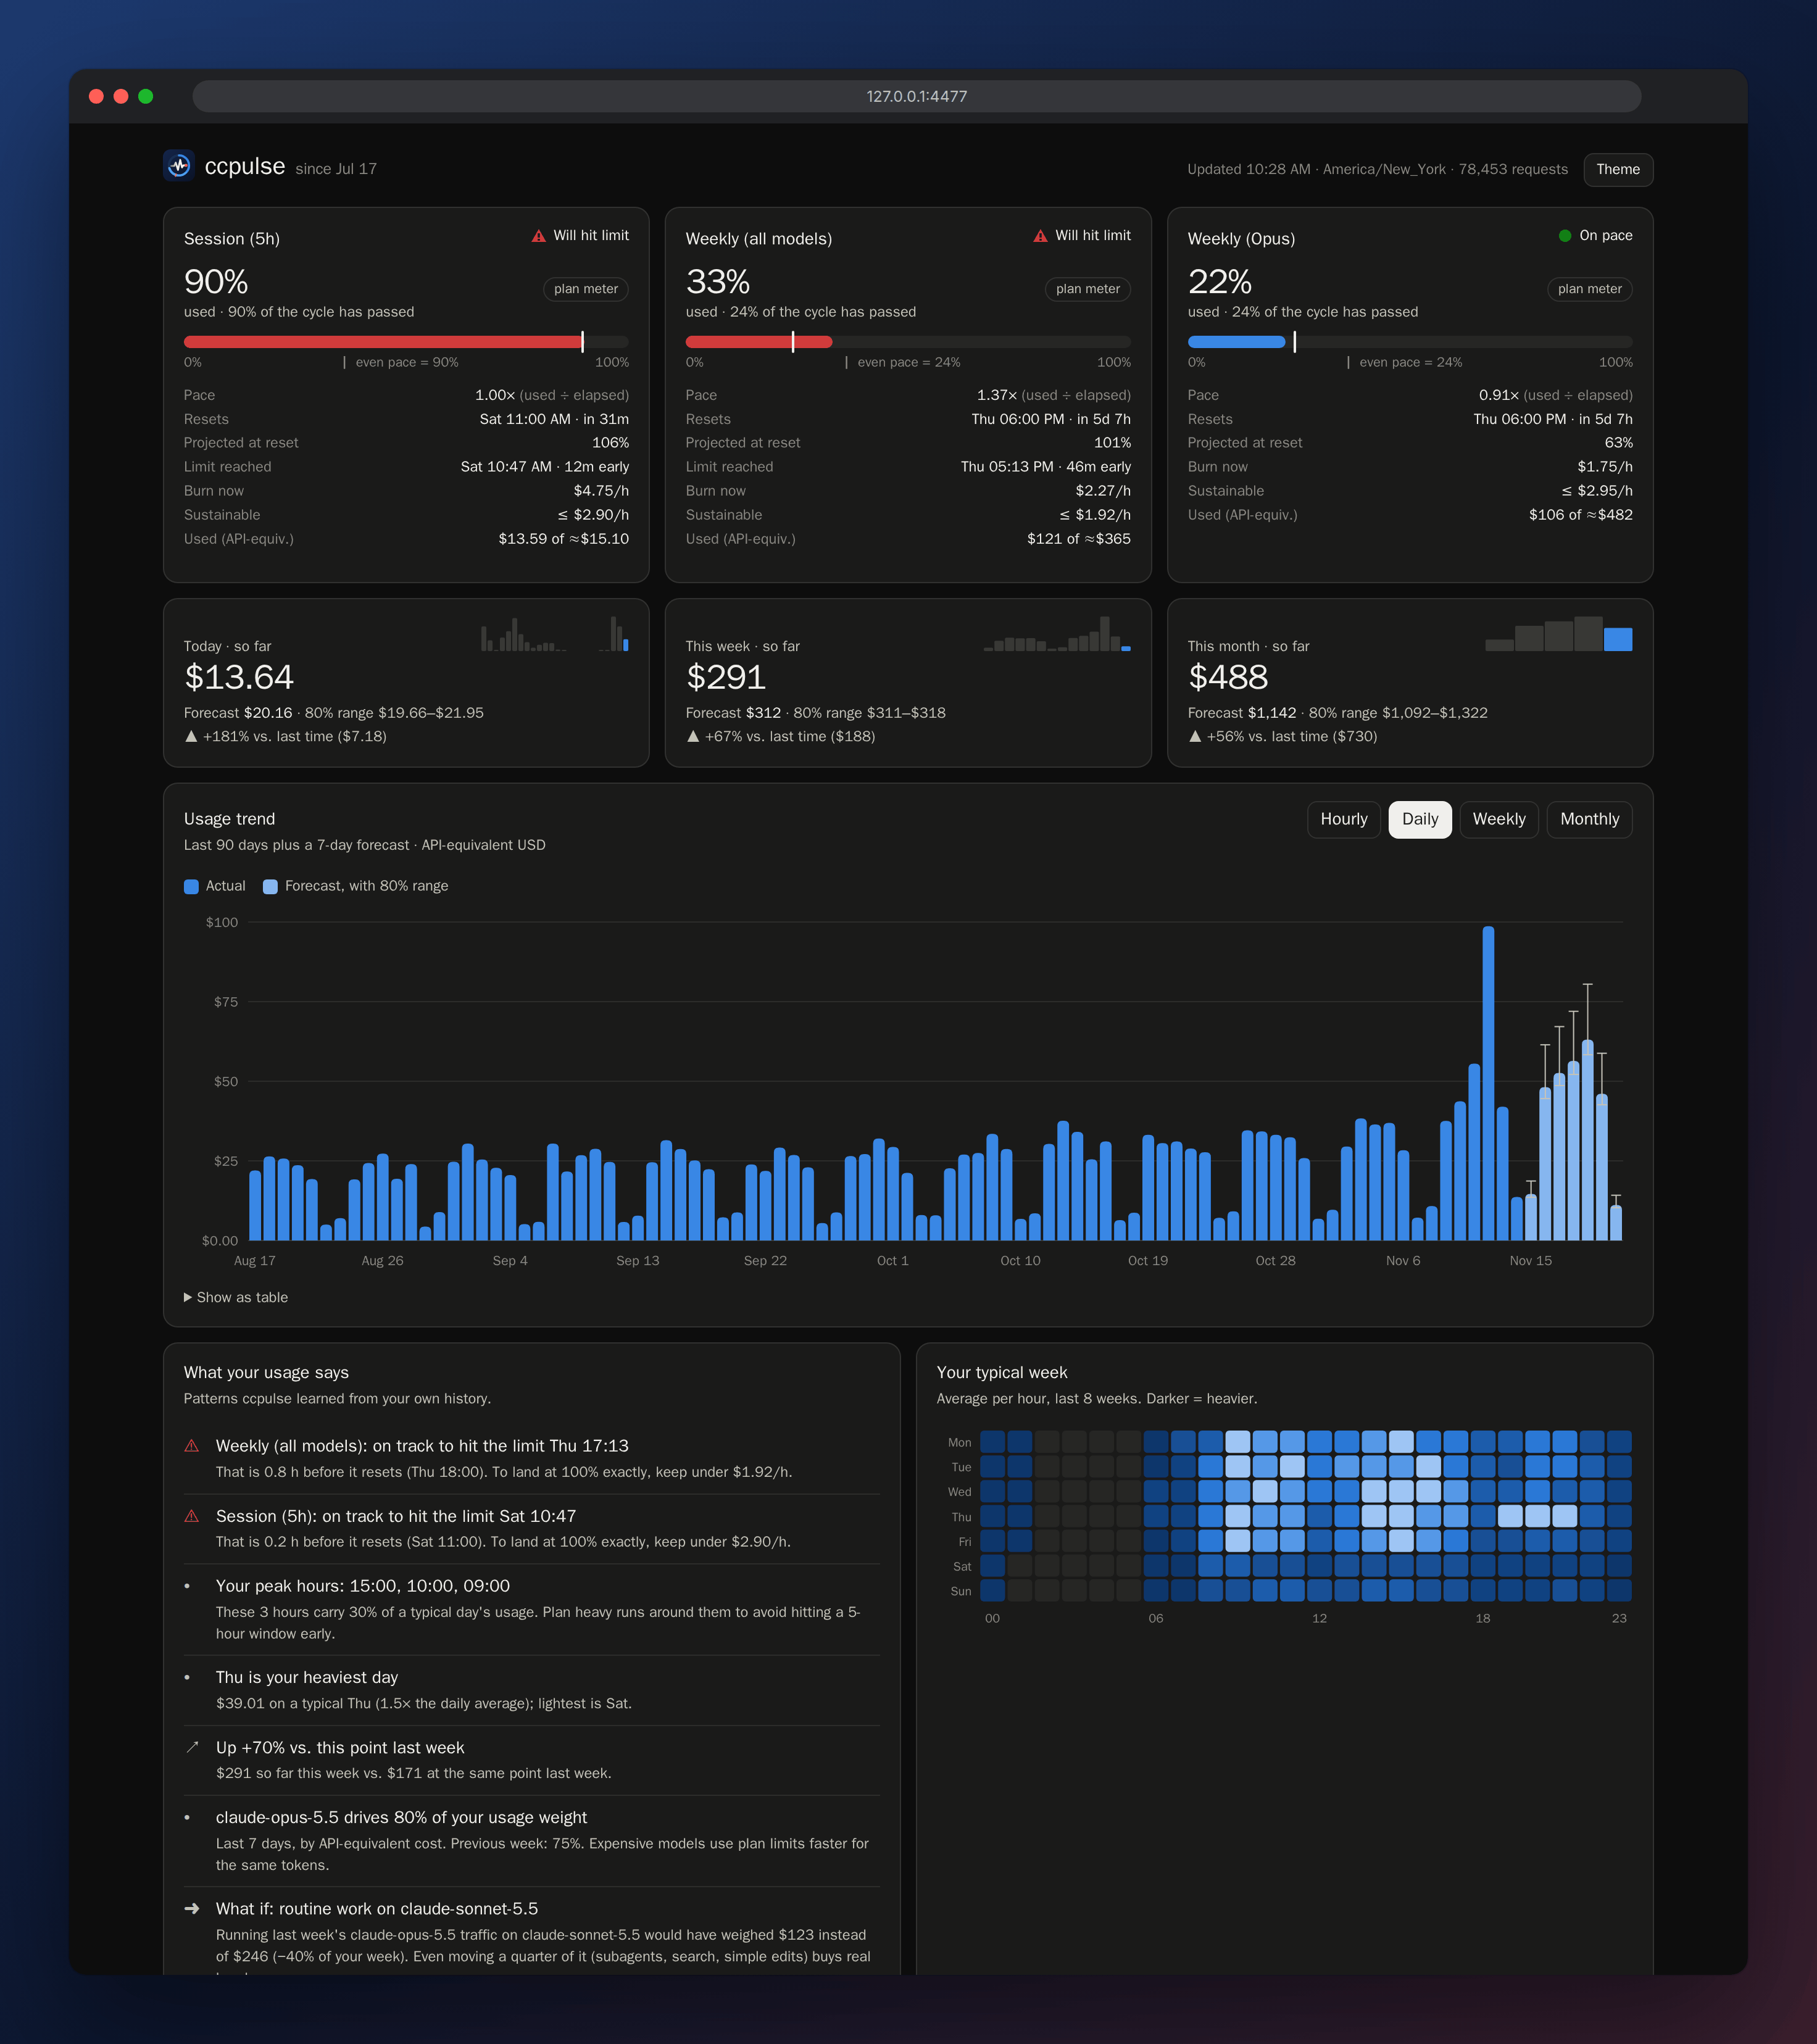 127.0.0.1:4477
ccpulse since Jul 17
Updated 10:28 AM · America/New_York · 78,453 requests
Theme
Session (5h)
Will hit limit
90%
plan meter
used · 90% of the cycle has passed
0% | even pace = 90% 100%
Pace 1.00× (used ÷ elapsed)
Resets Sat 11:00 AM · in 31m
Projected at reset 106%
Limit reached Sat 10:47 AM · 12m early
Burn now $4.75/h
Sustainable ≤ $2.90/h
Used (API-equiv.) $13.59 of ≈$15.10
Weekly (all models)
Will hit limit
33%
plan meter
used · 24% of the cycle has passed
0% | even pace = 24% 100%
Pace 1.37× (used ÷ elapsed)
Resets Thu 06:00 PM · in 5d 7h
Projected at reset 101%
Limit reached Thu 05:13 PM · 46m early
Burn now $2.27/h
Sustainable ≤ $1.92/h
Used (API-equiv.) $121 of ≈$365
Weekly (Opus)
On pace
22%
plan meter
used · 24% of the cycle has passed
0% | even pace = 24% 100%
Pace 0.91× (used ÷ elapsed)
Resets Thu 06:00 PM · in 5d 7h
Projected at reset 63%
Burn now $1.75/h
Sustainable ≤ $2.95/h
Used (API-equiv.) $106 of ≈$482
Today · so far
$13.64
Forecast $20.16 · 80% range $19.66–$21.95
▲ +181% vs. last time ($7.18)
This week · so far
$291
Forecast $312 · 80% range $311–$318
▲ +67% vs. last time ($188)
This month · so far
$488
Forecast $1,142 · 80% range $1,092–$1,322
▲ +56% vs. last time ($730)
Usage trend
Last 90 days plus a 7-day forecast · API-equivalent USD
Hourly Daily Weekly Monthly
Actual Forecast, with 80% range
$100
$75
$50
$25
$0.00
Aug 17 Aug 26 Sep 4 Sep 13 Sep 22 Oct 1 Oct 10 Oct 19 Oct 28 Nov 6 Nov 15
▶ Show as table
What your usage says
Patterns ccpulse learned from your own history.
⚠ Weekly (all models): on track to hit the limit Thu 17:13
That is 0.8 h before it resets (Thu 18:00). To land at 100% exactly, keep under $1.92/h.
⚠ Session (5h): on track to hit the limit Sat 10:47
That is 0.2 h before it resets (Sat 11:00). To land at 100% exactly, keep under $2.90/h.
• Your peak hours: 15:00, 10:00, 09:00
These 3 hours carry 30% of a typical day's usage. Plan heavy runs around them to avoid hitting a 5-
hour window early.
• Thu is your heaviest day
$39.01 on a typical Thu (1.5× the daily average); lightest is Sat.
↗ Up +70% vs. this point last week
$291 so far this week vs. $171 at the same point last week.
• claude-opus-5.5 drives 80% of your usage weight
Last 7 days, by API-equivalent cost. Previous week: 75%. Expensive models use plan limits faster for
the same tokens.
➔ What if: routine work on claude-sonnet-5.5
Running last week's claude-opus-5.5 traffic on claude-sonnet-5.5 would have weighed $123 instead
of $246 (−40% of your week). Even moving a quarter of it (subagents, search, simple edits) buys real
Your typical week
Average per hour, last 8 weeks. Darker = heavier.
Mon
Tue
Wed
Thu
Fri
Sat
Sun
00 06 12 18 23